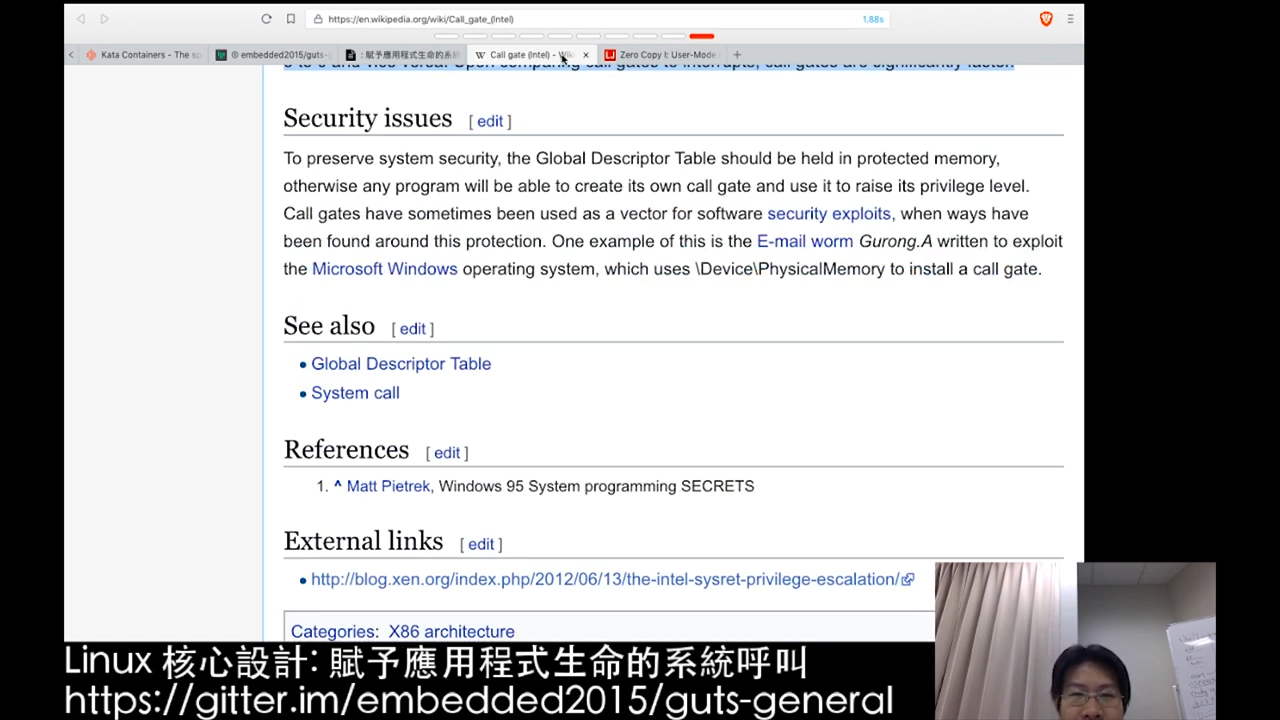 https://en.wikipedia.org/wiki/Call_gate_(Intel)
1.88s
Kata Containers - The sp
embedded2015/guts-
: 賦予應用程式生命的系統
Call gate (Intel) - Wiki
Zero Copy I: User-Mode
Security issues [ edit ]
To preserve system security, the Global Descriptor Table should be held in protected memory,
otherwise any program will be able to create its own call gate and use it to raise its privilege level.
Call gates have sometimes been used as a vector for software security exploits, when ways have
been found around this protection. One example of this is the E-mail worm Gurong.A written to exploit
the Microsoft Windows operating system, which uses \Device\PhysicalMemory to install a call gate.
See also [ edit ]
• Global Descriptor Table
• System call
References [ edit ]
1. ^ Matt Pietrek, Windows 95 System programming SECRETS
External links [ edit ]
• http://blog.xen.org/index.php/2012/06/13/the-intel-sysret-privilege-escalation/
Categories: X86 architecture
Linux 核心設計: 賦予應用程式生命的系統呼叫
https://gitter.im/embedded2015/guts-general